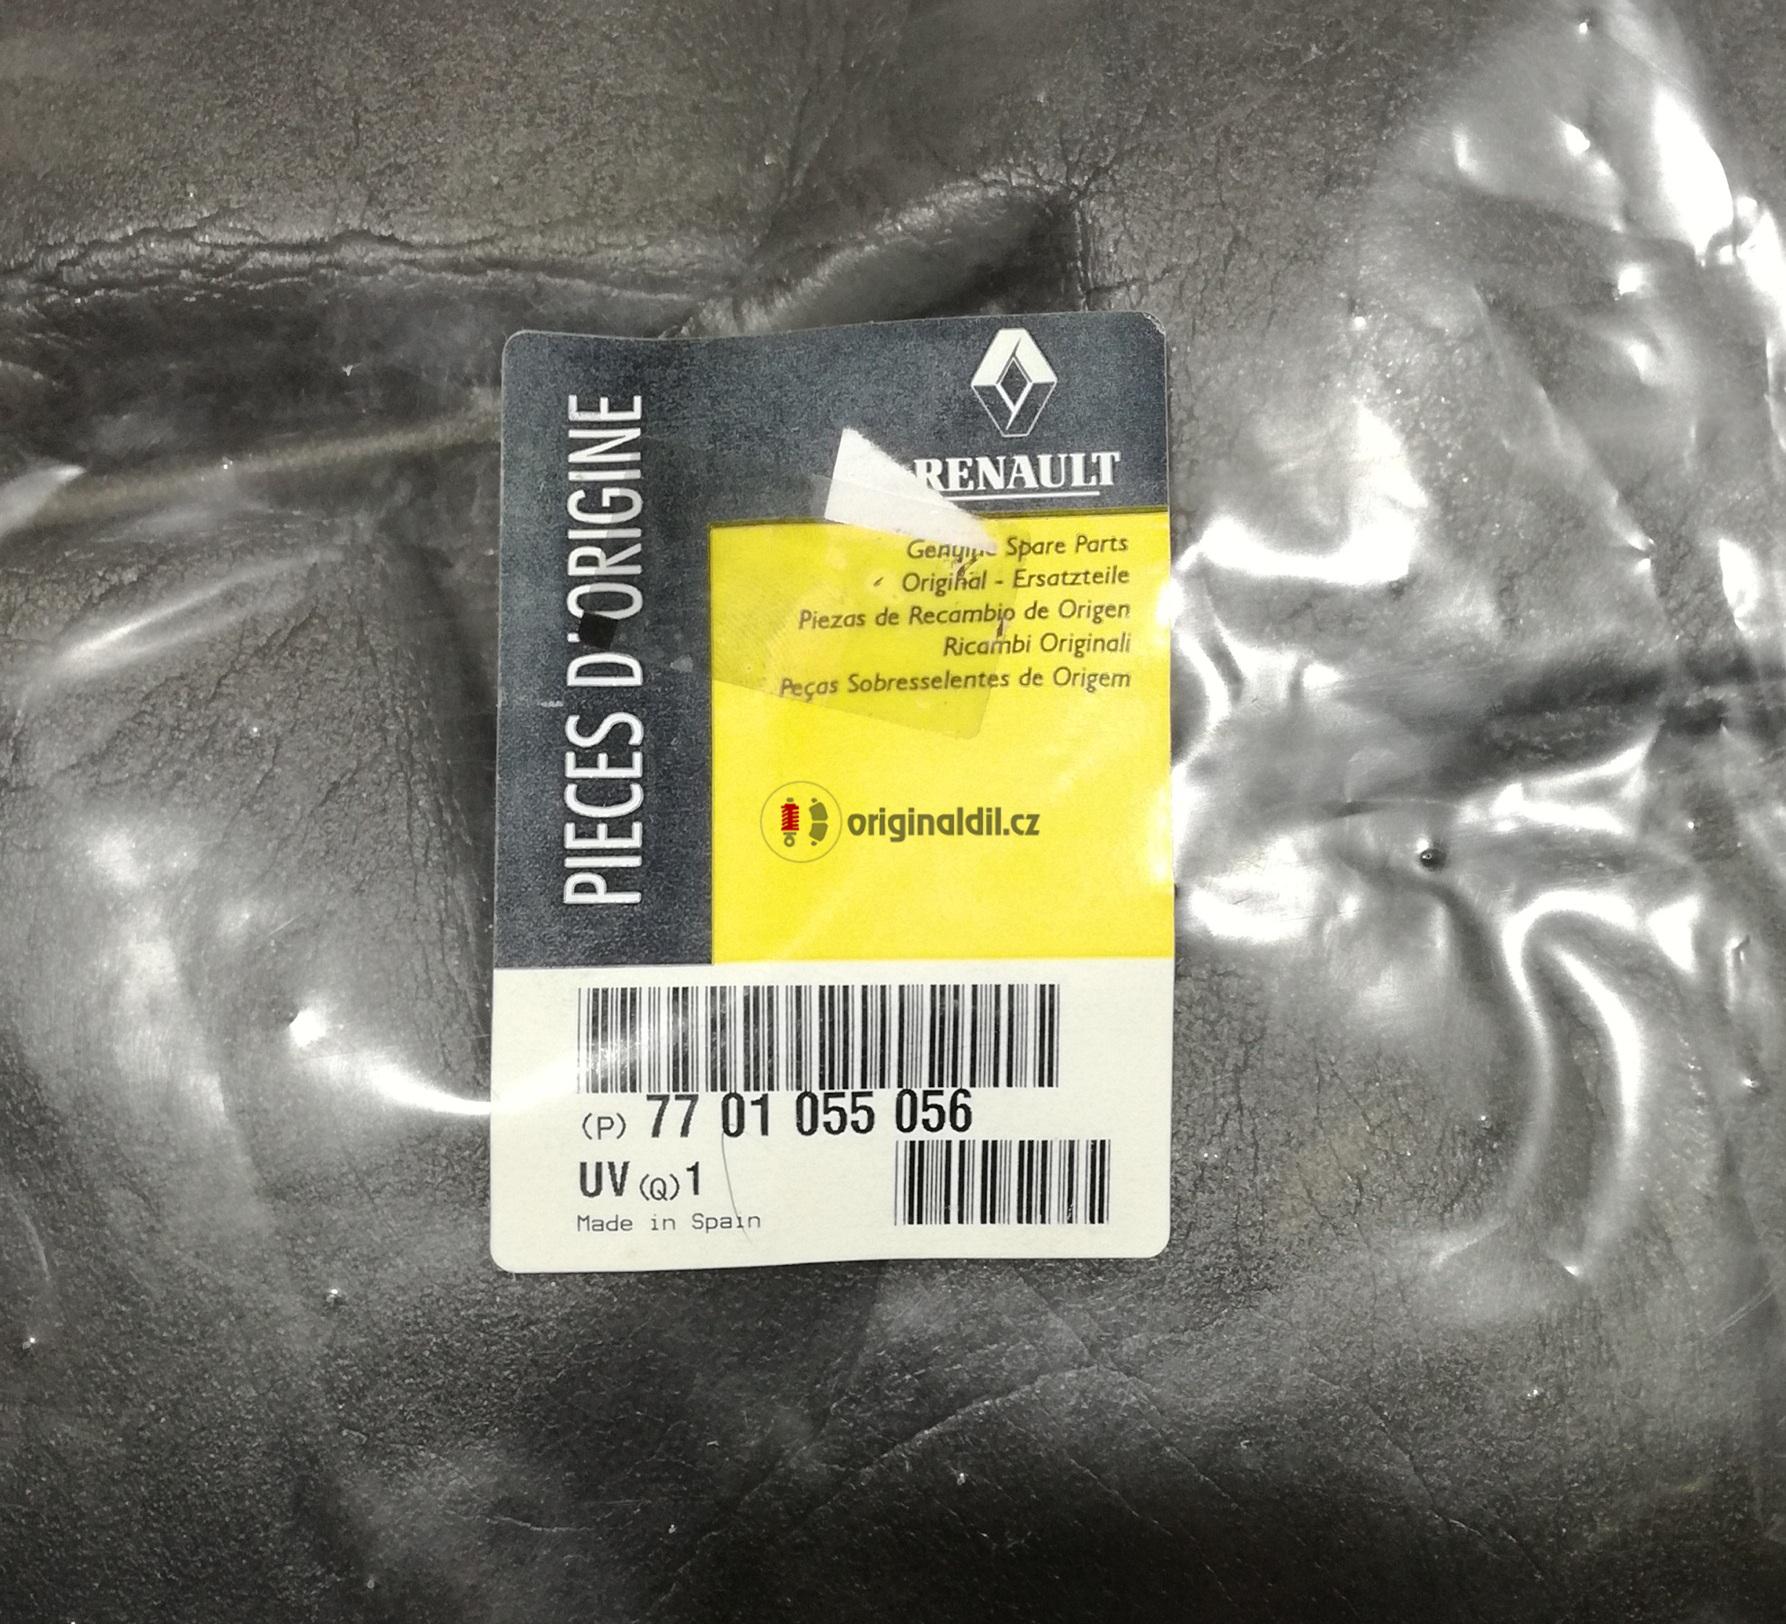 PIECES D'ORIGINE
RENAULT
Genuine Spare Parts
Original - Ersatzteile
Piezas de Recambio de Origen
Ricambi Originali
Peças Sobresselentes de Origem
originaldil.cz
(P) 77 01 055 056
UV (Q) 1
Made in Spain